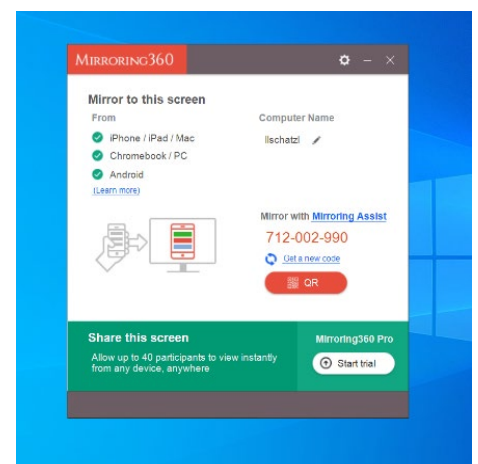 MIRRORING360
Mirror to this screen
From
iPhone / iPad / Mac
Chromebook / PC
Android
(Learn more)
Computer Name
llschatzl
Mirror with Mirroring Assist
712-002-990
Get a new code
QR
Share this screen
Allow up to 40 participants to view instantly
from any device, anywhere
Mirroring360 Pro
Start trial